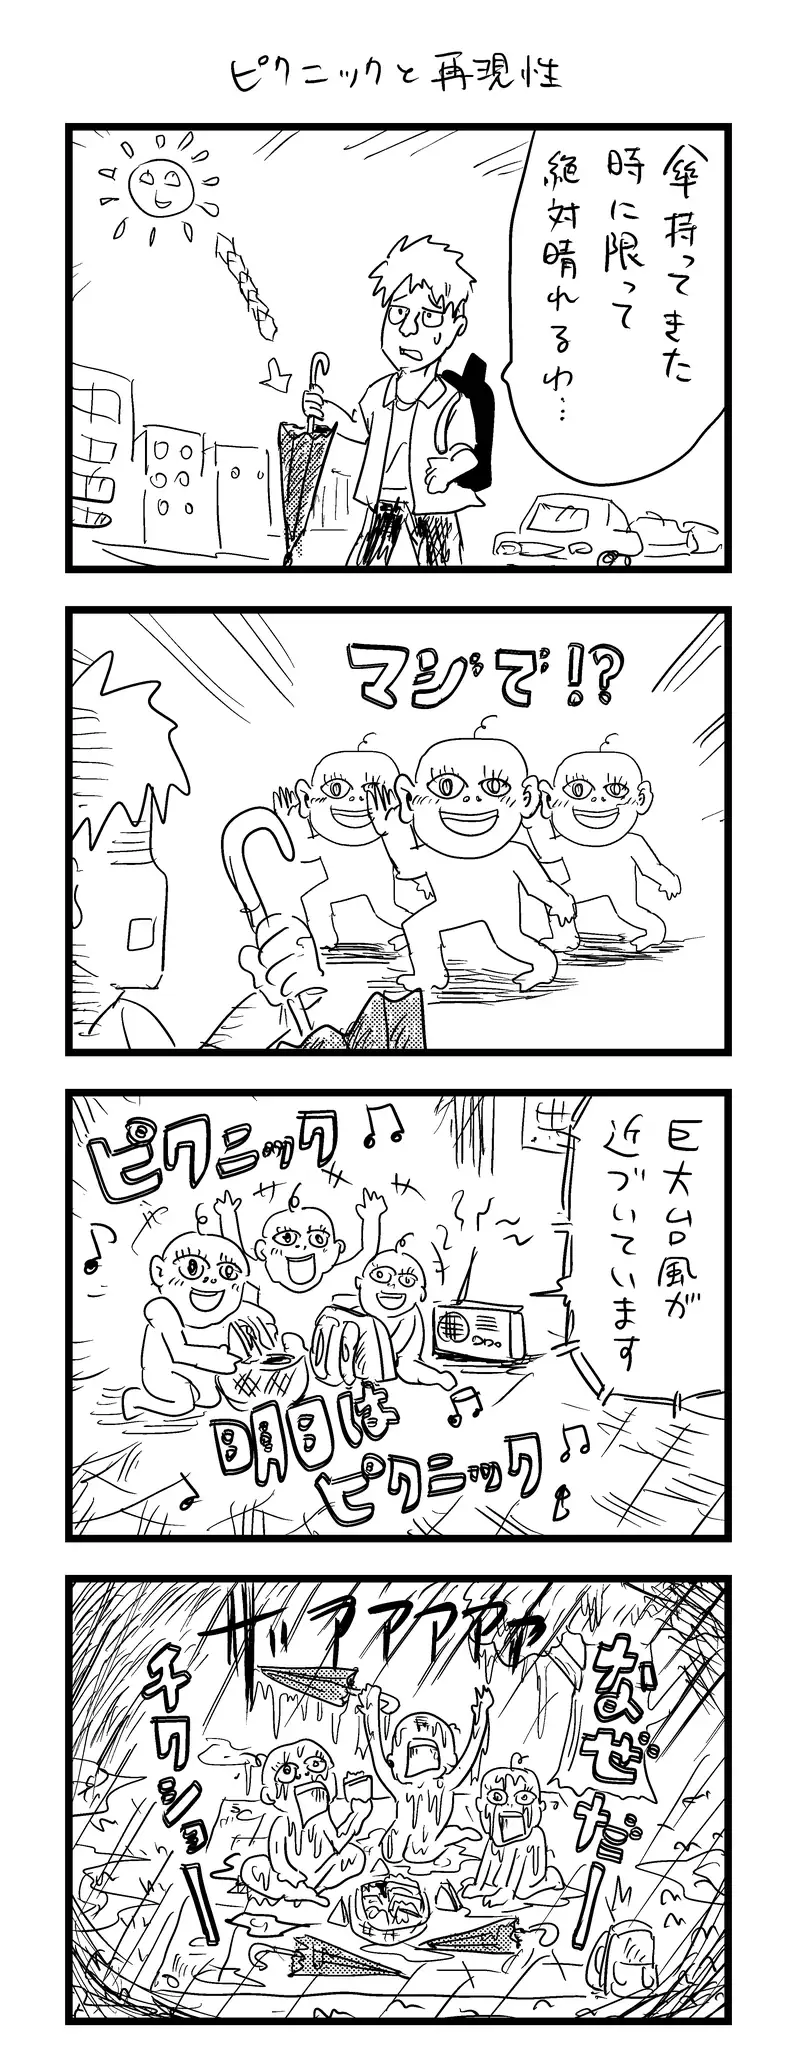 ピクニックと再現性
傘持ってきた
時に限って
絶対晴れるわ…
マジで!?
巨大台風が
近づいています
ピクニック♪
明日は
ピクニック♪
ザァアアアアァ
なぜだー
チクショー